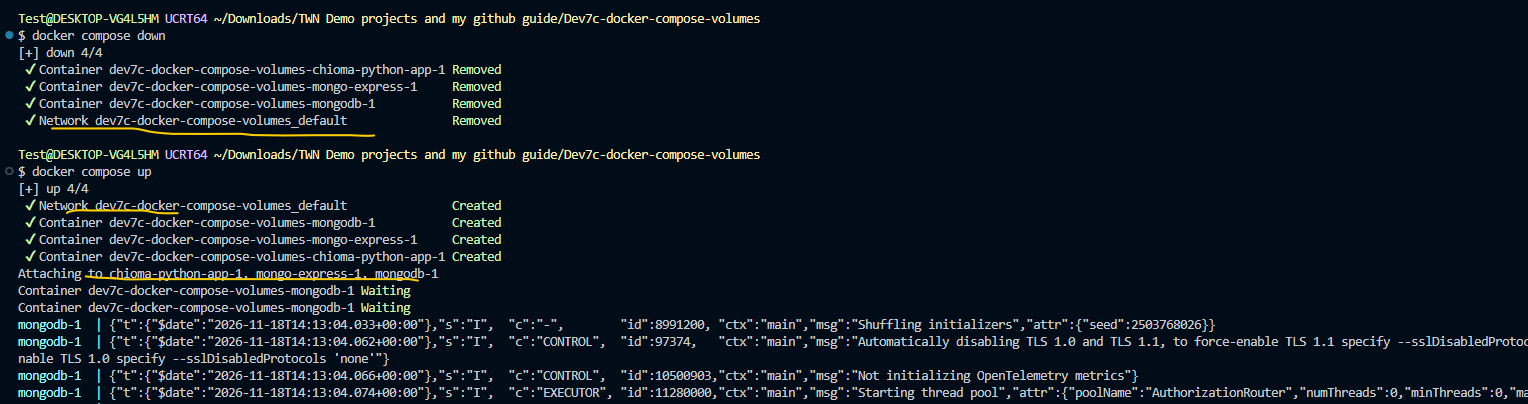 Test@DESKTOP-VG4L5HM UCRT64 ~/Downloads/TWN Demo projects and my github guide/Dev7c-docker-compose-volumes
$ docker compose down
[+] down 4/4
✓Container dev7c-docker-compose-volumes-chioma-python-app-1 Removed
✓Container dev7c-docker-compose-volumes-mongo-express-1 Removed
✓Container dev7c-docker-compose-volumes-mongodb-1 Removed
✓Network dev7c-docker-compose-volumes_default Removed
Test@DESKTOP-VG4L5HM UCRT64 ~/Downloads/TWN Demo projects and my github guide/Dev7c-docker-compose-volumes
$ docker compose up
[+] up 4/4
✓Network dev7c-docker-compose-volumes_default Created
✓Container dev7c-docker-compose-volumes-mongodb-1 Created
✓Container dev7c-docker-compose-volumes-mongo-express-1 Created
✓Container dev7c-docker-compose-volumes-chioma-python-app-1 Created
Attaching to chioma-python-app-1, mongo-express-1, mongodb-1
Container dev7c-docker-compose-volumes-mongodb-1 Waiting
Container dev7c-docker-compose-volumes-mongodb-1 Waiting
mongodb-1 | {"t":{"$date":"2026-11-18T14:13:04.033+00:00"},"s":"I", "c":"-", "id":8991200, "ctx":"main","msg":"Shuffling initializers","attr":{"seed":2503768026}}
mongodb-1 | {"t":{"$date":"2026-11-18T14:13:04.062+00:00"},"s":"I", "c":"CONTROL", "id":97374, "ctx":"main","msg":"Automatically disabling TLS 1.0 and TLS 1.1, to force-enable TLS 1.1 specify --sslDisabledProtoc
nable TLS 1.0 specify --sslDisabledProtocols 'none'"}
mongodb-1 | {"t":{"$date":"2026-11-18T14:13:04.066+00:00"},"s":"I", "c":"CONTROL", "id":10500903,"ctx":"main","msg":"Not initializing OpenTelemetry metrics"}
mongodb-1 | {"t":{"$date":"2026-11-18T14:13:04.074+00:00"},"s":"I", "c":"EXECUTOR", "id":11280000,"ctx":"main","msg":"Starting thread pool","attr":{"poolName":"AuthorizationRouter","numThreads":0,"minThreads":0,"ma